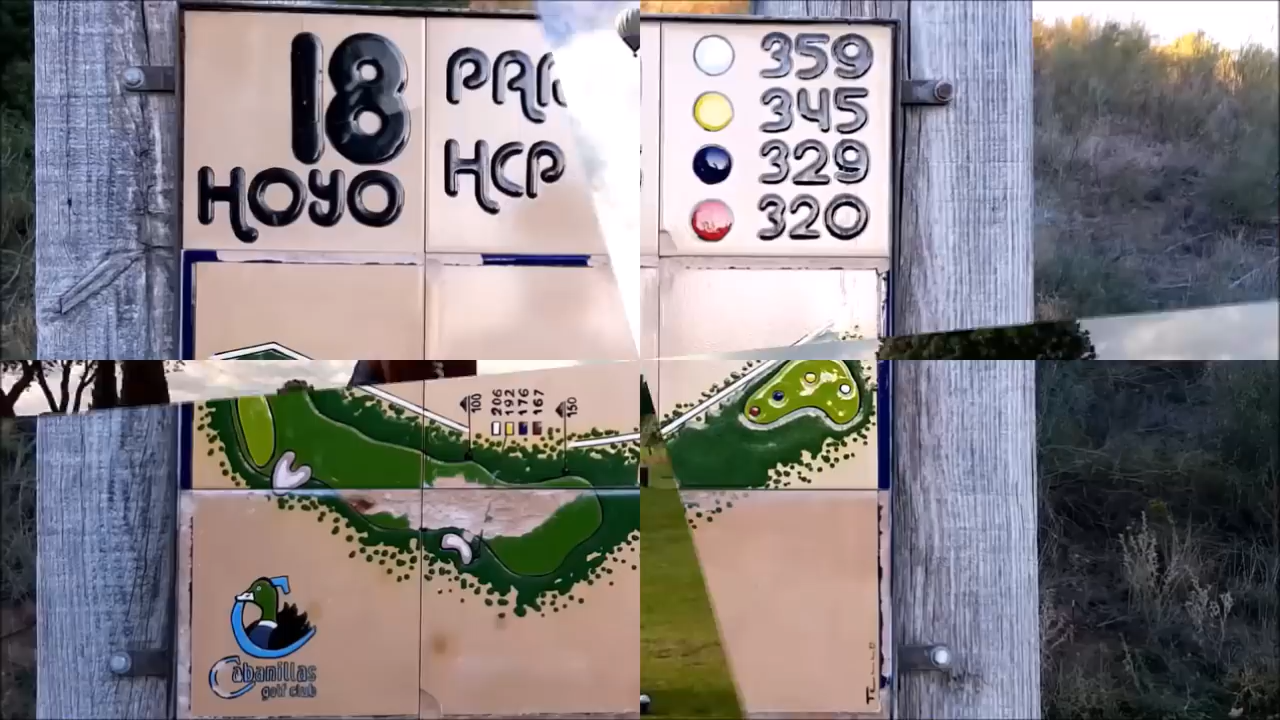 18
HOYO
HCP
359
345
329
320
100
206
192
176
167
150
Cabanillas
golf club